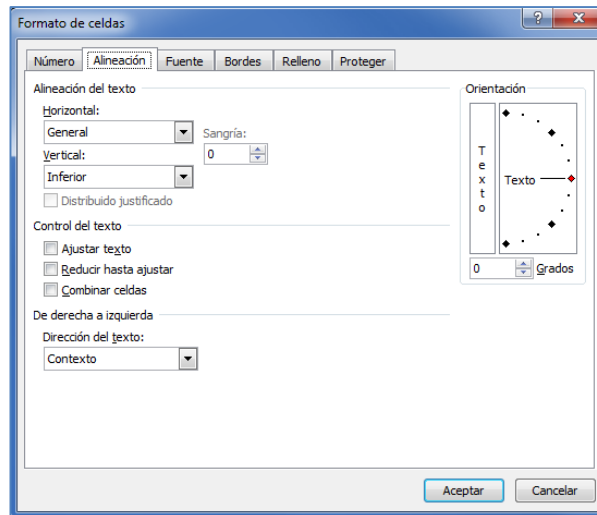 Formato de celdas
Número Alineación Fuente Bordes Relleno Proteger
Alineación del texto
Horizontal:
General
Sangría:
0
Vertical:
Inferior
Distribuido justificado
Control del texto
Ajustar texto
Reducir hasta ajustar
Combinar celdas
De derecha a izquierda
Dirección del texto:
Contexto
Orientación
Texto
Texto
0 Grados
Aceptar Cancelar